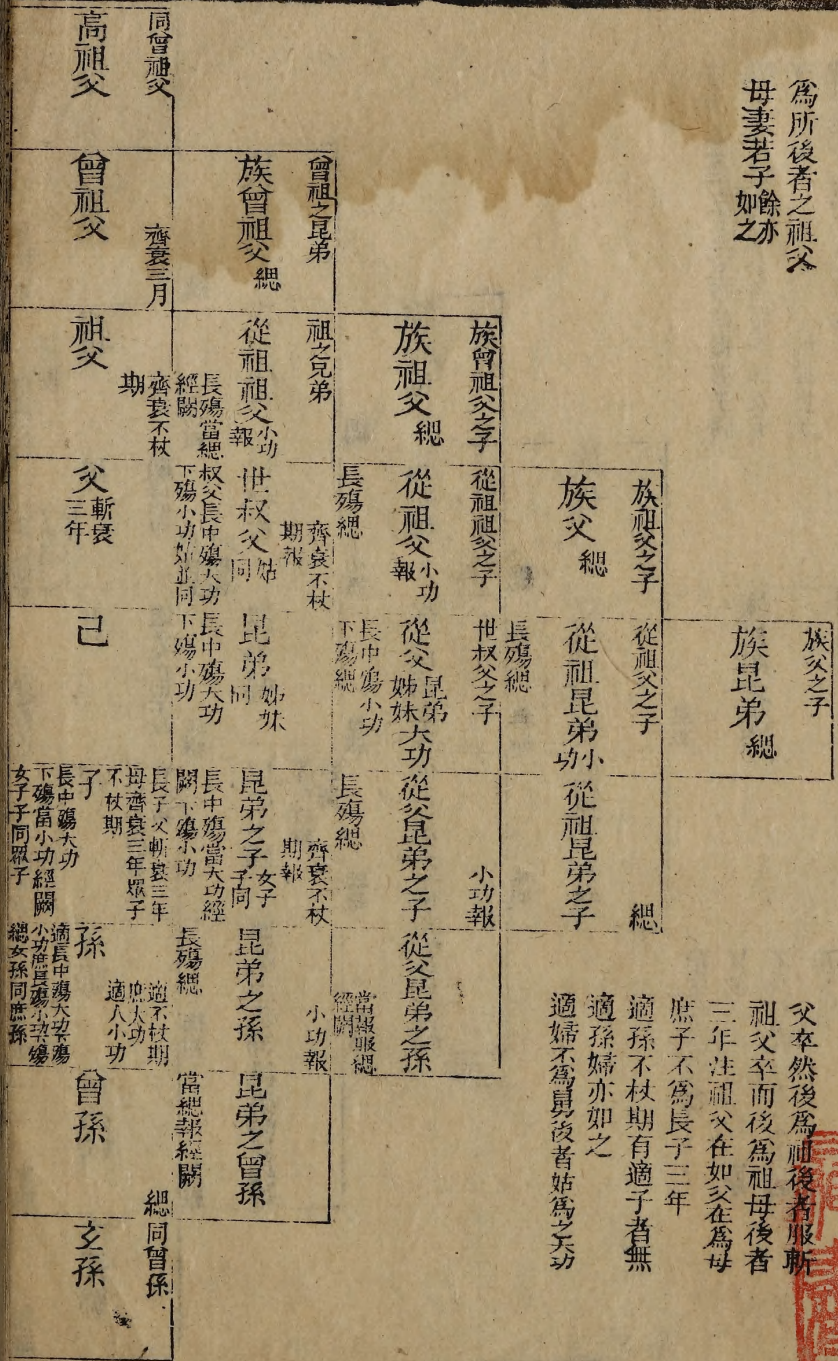 爲所後者之祖父
母妻若子餘亦
如之
同曾祖父
高祖父
曾祖之昆弟
族曾祖父緦
齊衰三月
曾祖父
族曾祖父之子
族祖父緦
祖之兄弟
從祖祖父小功
報
長殤當緦
經闕
齊衰不杖
期
祖父
族祖父之子
族父緦
從祖祖父之子
從祖父小功
報
長殤緦
齊衰不杖
期報
世叔父姑
同
叔父長中殤大功
下殤小功姑並同
父斬衰
三年
族父之子
族昆弟緦
從祖父之子
從祖昆弟小
功
長殤緦
世叔父之子
從父昆弟
姊妹大功
長中殤小功
下殤緦
昆弟姊妹
同
長中殤大功
下殤小功
己
緦
從祖昆弟之子
小功報
從父昆弟之子
長殤緦
齊衰不杖
期報
昆弟之子女子
子同
長中殤當大功經
闕下殤小功
長子父斬衰三年
母齊衰三年眾子
不杖期
子
長中殤大功
下殤當小功經闕
女子子同眾子
從父昆弟之孫
當報服緦
經闕
小功報
昆弟之孫
長殤緦
適不杖期
庶大功
適人小功
孫
適長中殤大功下殤
小功庶長殤小功下殤
緦女孫同庶孫
昆弟之曾孫
當緦報經闕
緦
曾孫
同曾孫
玄孫
父卒然後爲祖後者服斬
祖父卒而後爲祖母後者
三年注祖父在如父在爲母
庶子不爲長子三年
適孫不杖期有適子者無
適孫婦亦如之
適婦不爲舅後者姑爲之大功